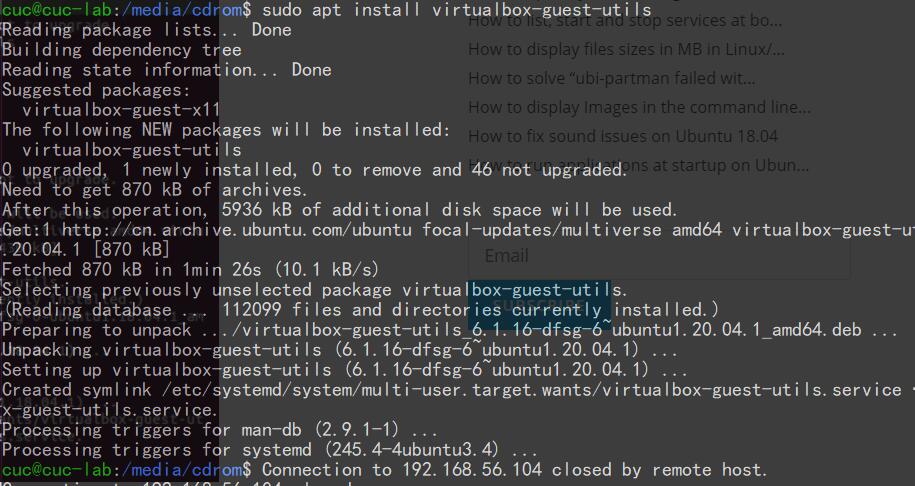 cuc@cuc-lab:/media/cdrom$ sudo apt install virtualbox-guest-utils
Reading package lists... Done
Building dependency tree
Reading state information... Done
Suggested packages:
virtualbox-guest-x11
The following NEW packages will be installed:
virtualbox-guest-utils
0 upgraded, 1 newly installed, 0 to remove and 46 not upgraded.
Need to get 870 kB of archives.
After this operation, 5936 kB of additional disk space will be used.
Get:1 http://cn.archive.ubuntu.com/ubuntu focal-updates/multiverse amd64 virtualbox-guest-ut
.20.04.1 [870 kB]
Fetched 870 kB in 1min 26s (10.1 kB/s)
Selecting previously unselected package virtualbox-guest-utils.
(Reading database ... 112099 files and directories currently installed.)
Preparing to unpack .../virtualbox-guest-utils_6.1.16-dfsg-6~ubuntu1.20.04.1_amd64.deb ...
Unpacking virtualbox-guest-utils (6.1.16-dfsg-6~ubuntu1.20.04.1) ...
Setting up virtualbox-guest-utils (6.1.16-dfsg-6~ubuntu1.20.04.1) ...
Created symlink /etc/systemd/system/multi-user.target.wants/virtualbox-guest-utils.service
x-guest-utils.service.
Processing triggers for man-db (2.9.1-1) ...
Processing triggers for systemd (245.4-4ubuntu3.4) ...
cuc@cuc-lab:/media/cdrom$ Connection to 192.168.56.104 closed by remote host.
How to list, start and stop services at bo...
How to display files sizes in MB in Linux/...
How to solve “ubi-partman failed wit...
How to display Images in the command line...
How to fix sound issues on Ubuntu 18.04
How to run applications at startup on Ubun...
Email
SUBSCRIBE